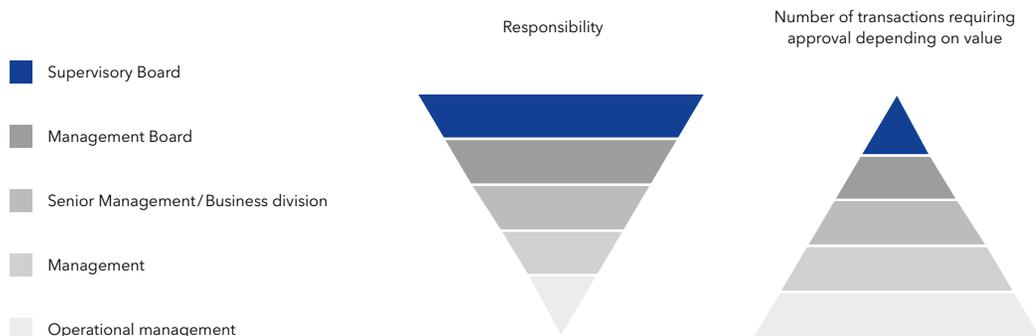 Responsibility
Number of transactions requiring
approval depending on value
Supervisory Board
Management Board
Senior Management/Business division
Management
Operational management